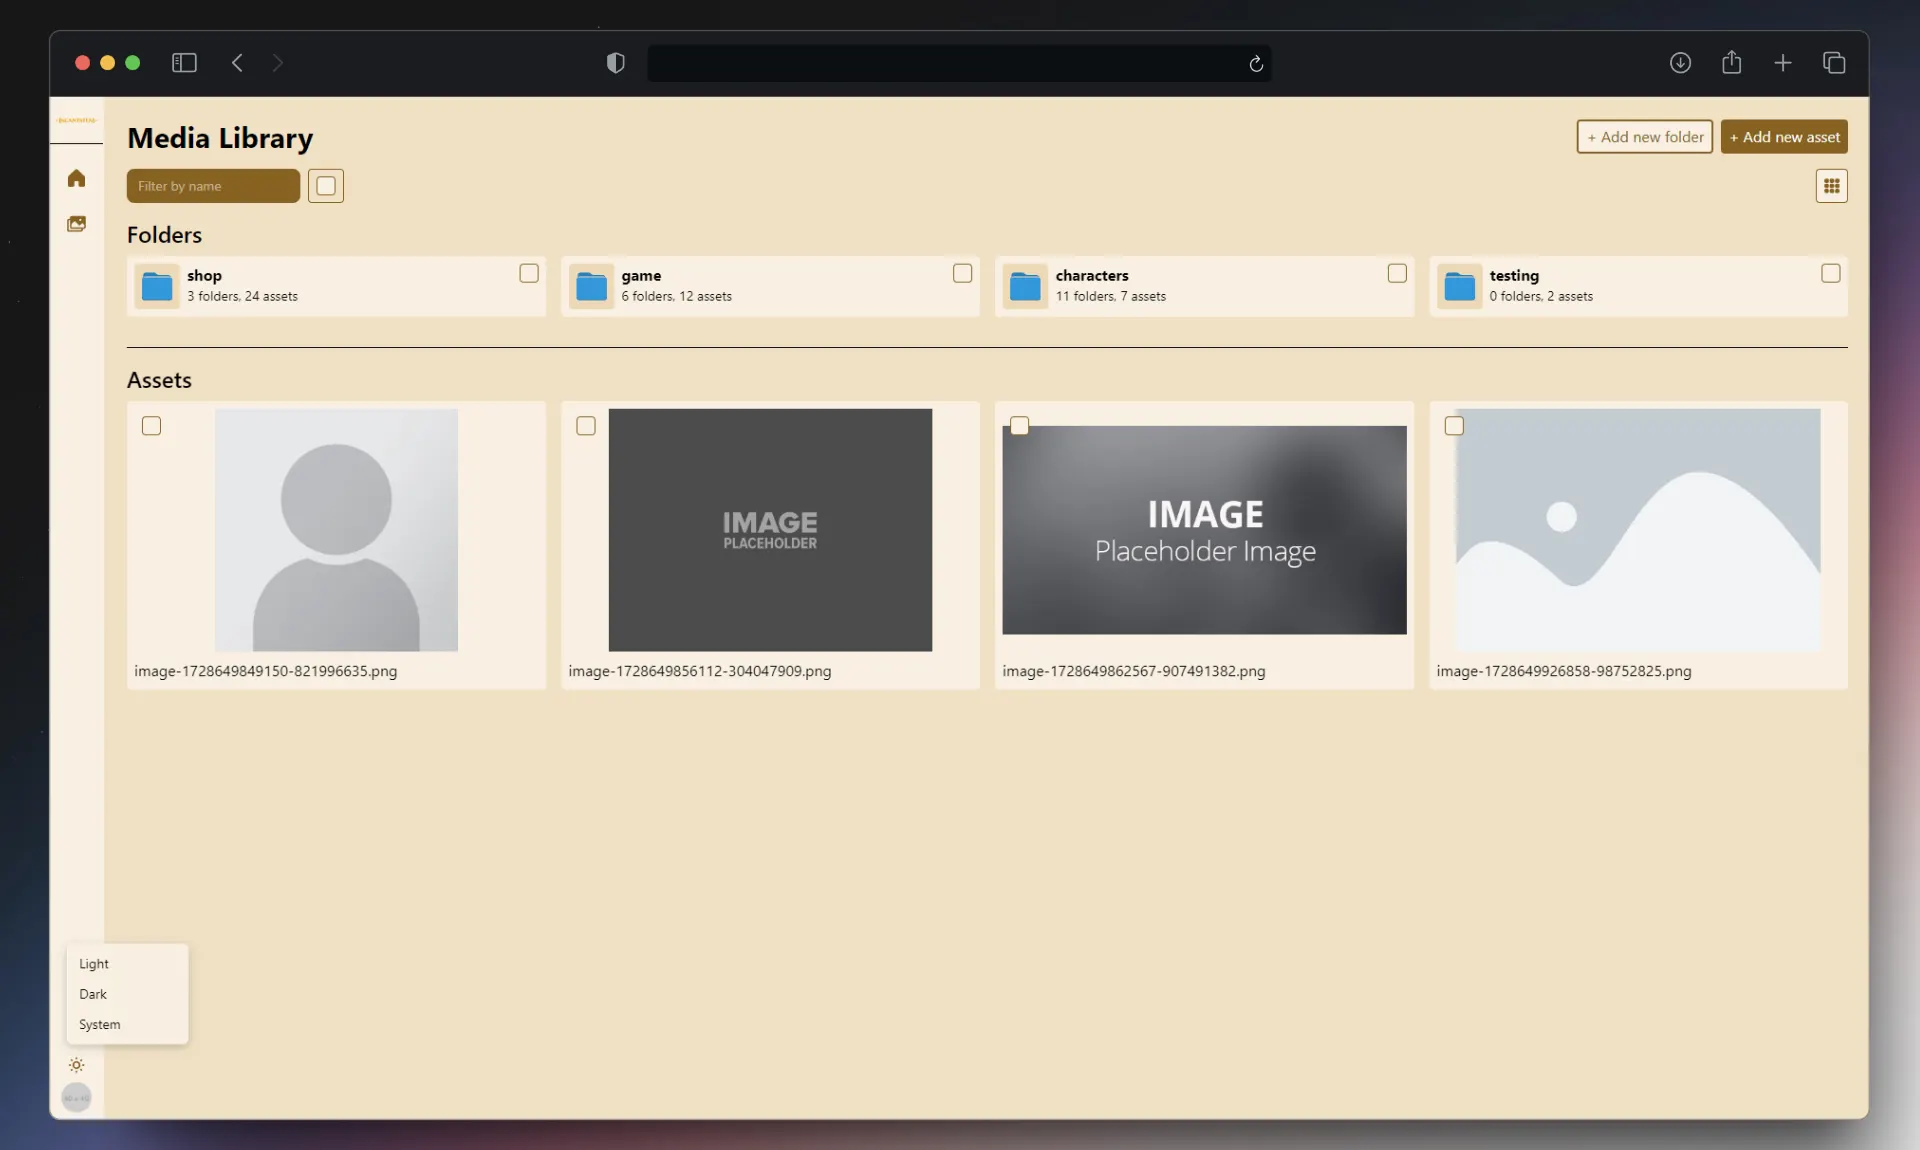 Media Library
+ Add new folder
+ Add new asset
Filter by name
Folders
shop
3 folders, 24 assets
game
6 folders, 12 assets
characters
11 folders, 7 assets
testing
0 folders, 2 assets
Assets
IMAGE
PLACEHOLDER
IMAGE
Placeholder Image
image-1728649849150-821996635.png
image-1728649856112-304047909.png
image-1728649862567-907491382.png
image-1728649926858-98752825.png
Light
Dark
System